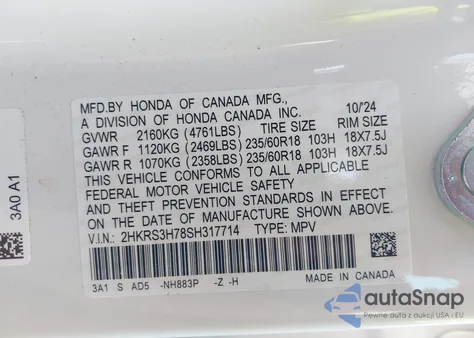 MFD.BY HONDA OF CANADA MFG.,
A DIVISION OF HONDA CANADA INC. 10/24
GVWR 2160KG (4761LBS) TIRE SIZE RIM SIZE
GAWR F 1120KG (2469LBS) 235/60R18 103H 18X7.5J
GAWR R 1070KG (2358LBS) 235/60R18 103H 18X7.5J
THIS VEHICLE CONFORMS TO ALL APPLICABLE
FEDERAL MOTOR VEHICLE SAFETY
AND THEFT PREVENTION STANDARDS IN EFFECT
ON THE DATE OF MANUFACTURE SHOWN ABOVE.
V.I.N.: 2HKRS3H78SH317714 TYPE: MPV
3A1 S AD5 -NH883P -Z -H MADE IN CANADA
3A0 A1
autoSnap
Pewne auta z aukcji USA i EU